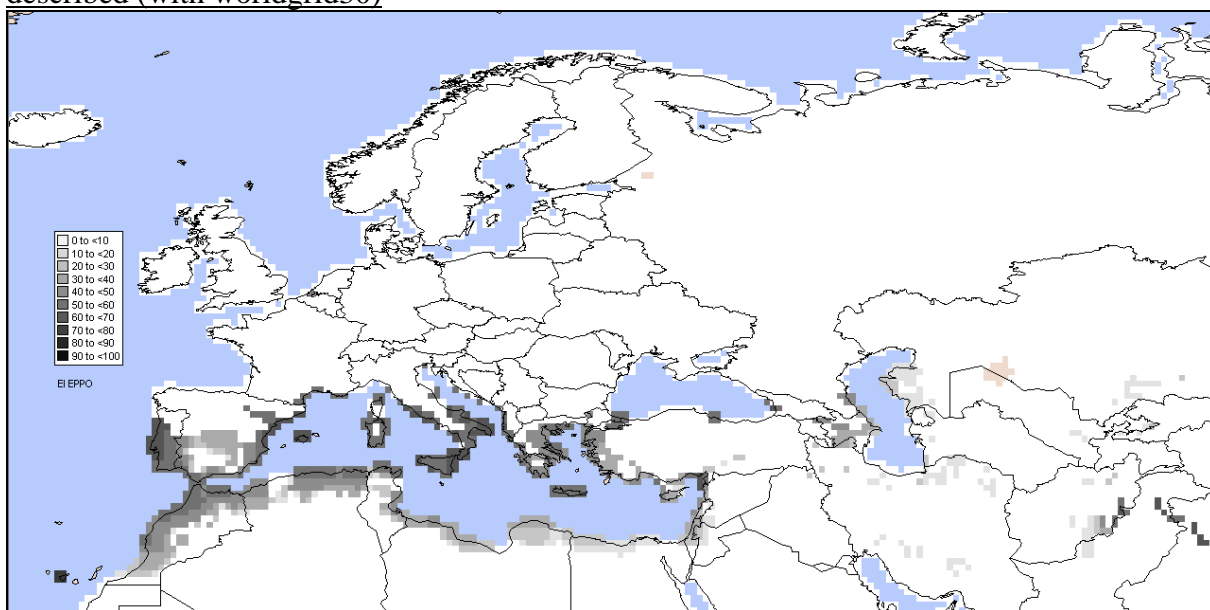 described (with worldgrid30)
0 to <10
10 to <20
20 to <30
30 to <40
40 to <50
50 to <60
60 to <70
70 to <80
80 to <90
90 to <100
EI EPPO